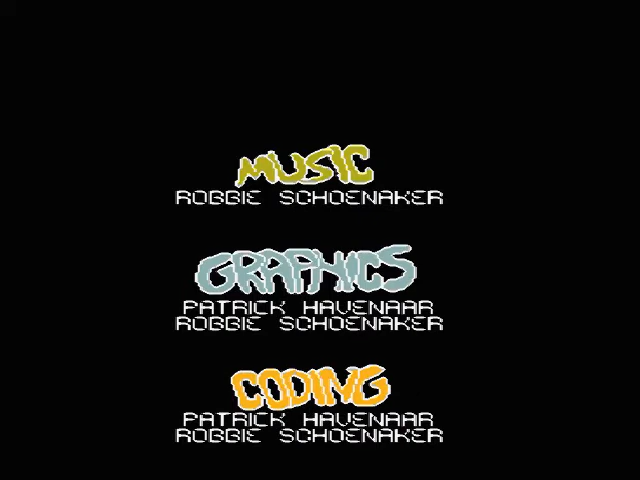 MUSIC
ROBBIE SCHOENAKER
GRAPHICS
PATRICK HAVENAAR
ROBBIE SCHOENAKER
CODING
PATRICK HAVENAAR
ROBBIE SCHOENAKER